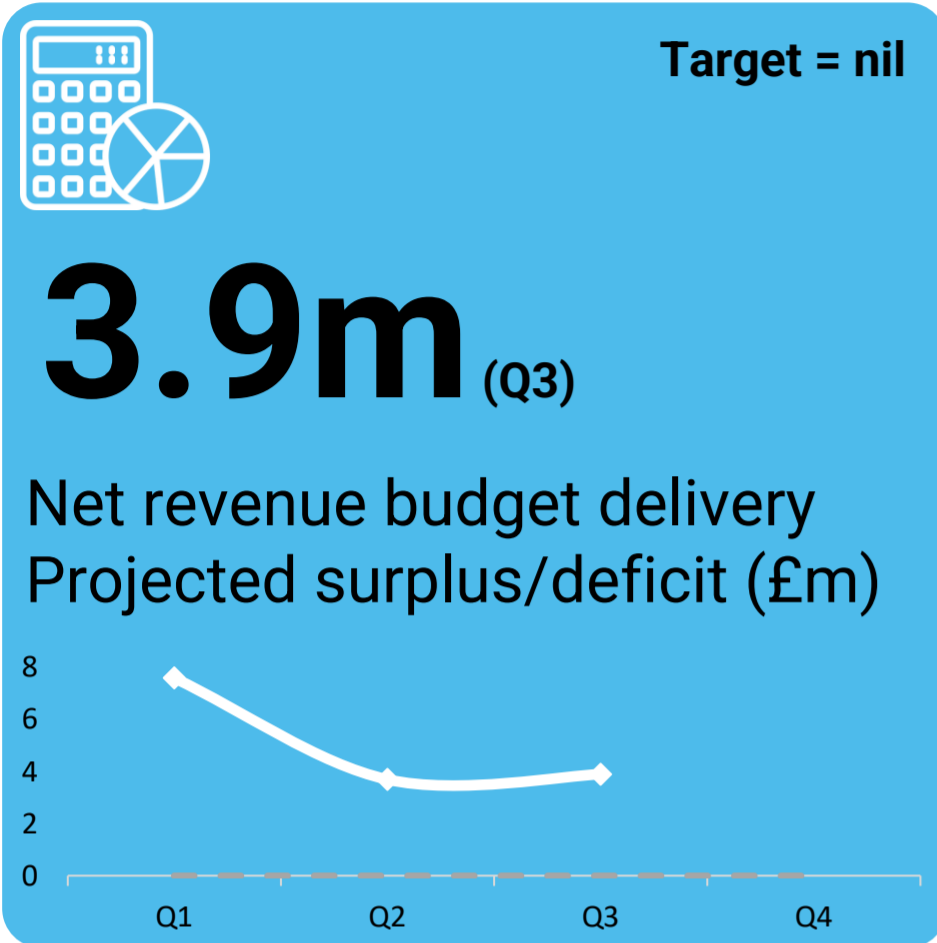 Target = nil
3.9m (Q3)
Net revenue budget delivery
Projected surplus/deficit (£m)
8
6
4
2
0
Q1 Q2 Q3 Q4